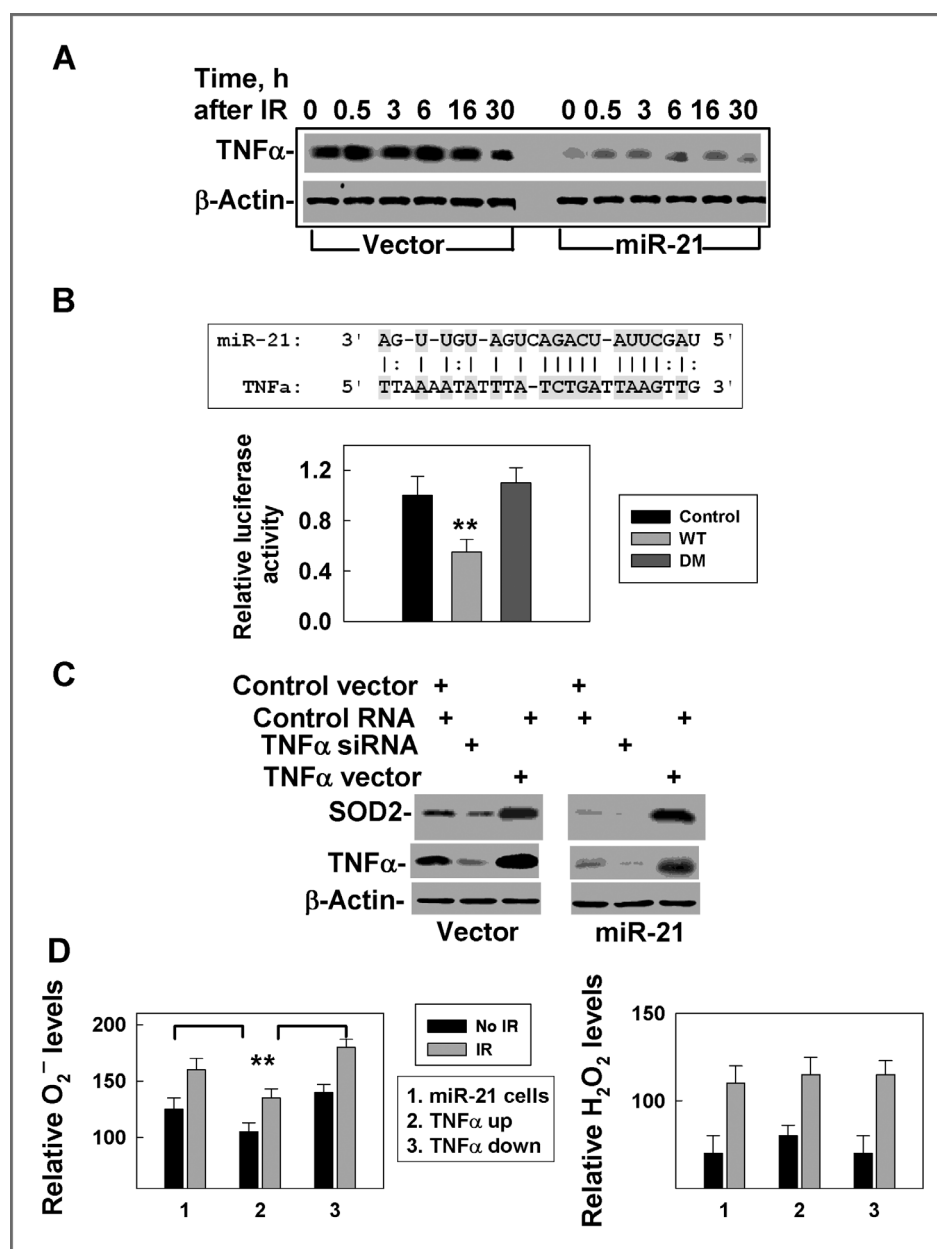 A
Time, h
after IR
0 0.5 3 6 16 30 0 0.5 3 6 16 30
TNFα-
β-Actin-
Vector miR-21
B
miR-21: 3' AG-U-UGU-AGUCAGACU-AUUCGAU 5'
|: | |:| | | ||||| ||||:|:
TNFa: 5' TTAAAATATTTA-TCTGATTAAGTTG 3'
Relative luciferase
activity
1.2
0.8
0.4
0.0
**
Control
WT
DM
C
Control vector + +
Control RNA + + + +
TNFα siRNA + +
TNFα vector + +
SOD2-
TNFα-
β-Actin-
Vector miR-21
D
Relative O2− levels
200
150
100
**
1 2 3
No IR
IR
1. miR-21 cells
2. TNFα up
3. TNFα down
Relative H2O2 levels
150
100
1 2 3